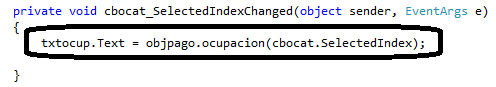 private void cbocat_SelectedIndexChanged(object sender, EventArgs e)
{
txtocup.Text = objpago.ocupacion(cbocat.SelectedIndex);
}